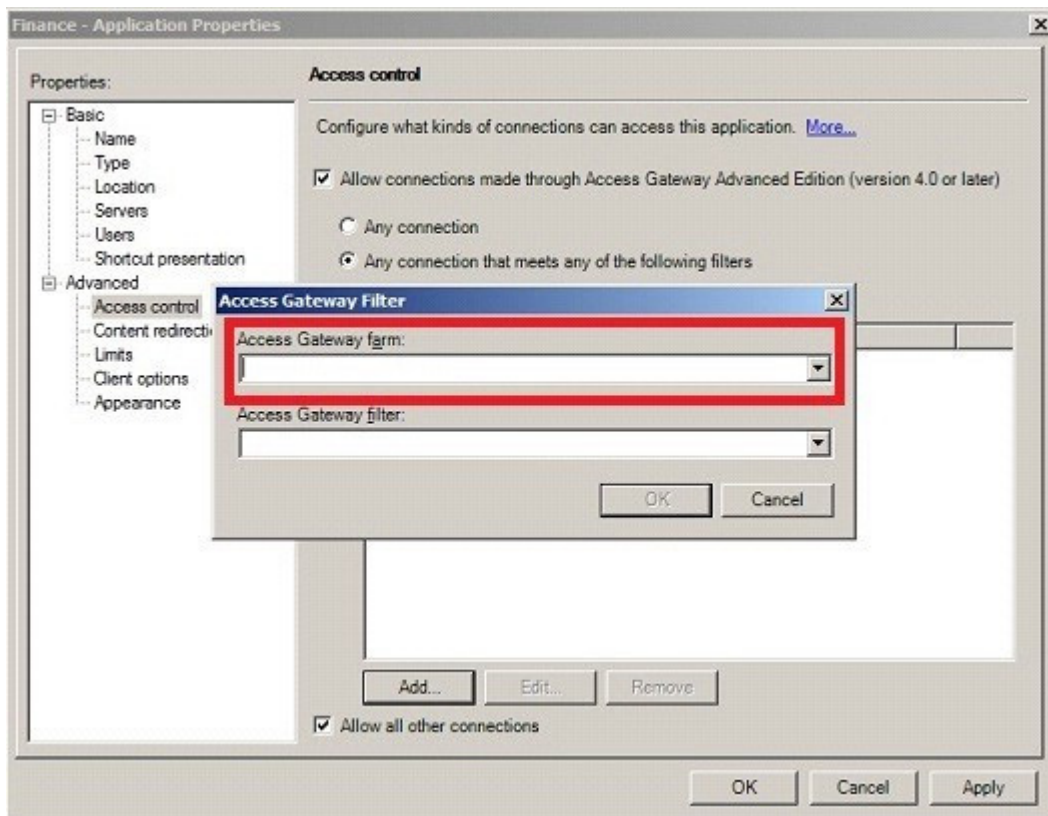 Finance - Application Properties
Properties:
Basic
Name
Type
Location
Servers
Users
Shortcut presentation
Advanced
Access control
Content redirecti
Limits
Client options
Appearance
Access control
Configure what kinds of connections can access this application. More...
Allow connections made through Access Gateway Advanced Edition (version 4.0 or later)
Any connection
Any connection that meets any of the following filters
Access Gateway Filter
Access Gateway farm:
Access Gateway filter:
OK Cancel
Add... Edit... Remove
Allow all other connections
OK Cancel Apply